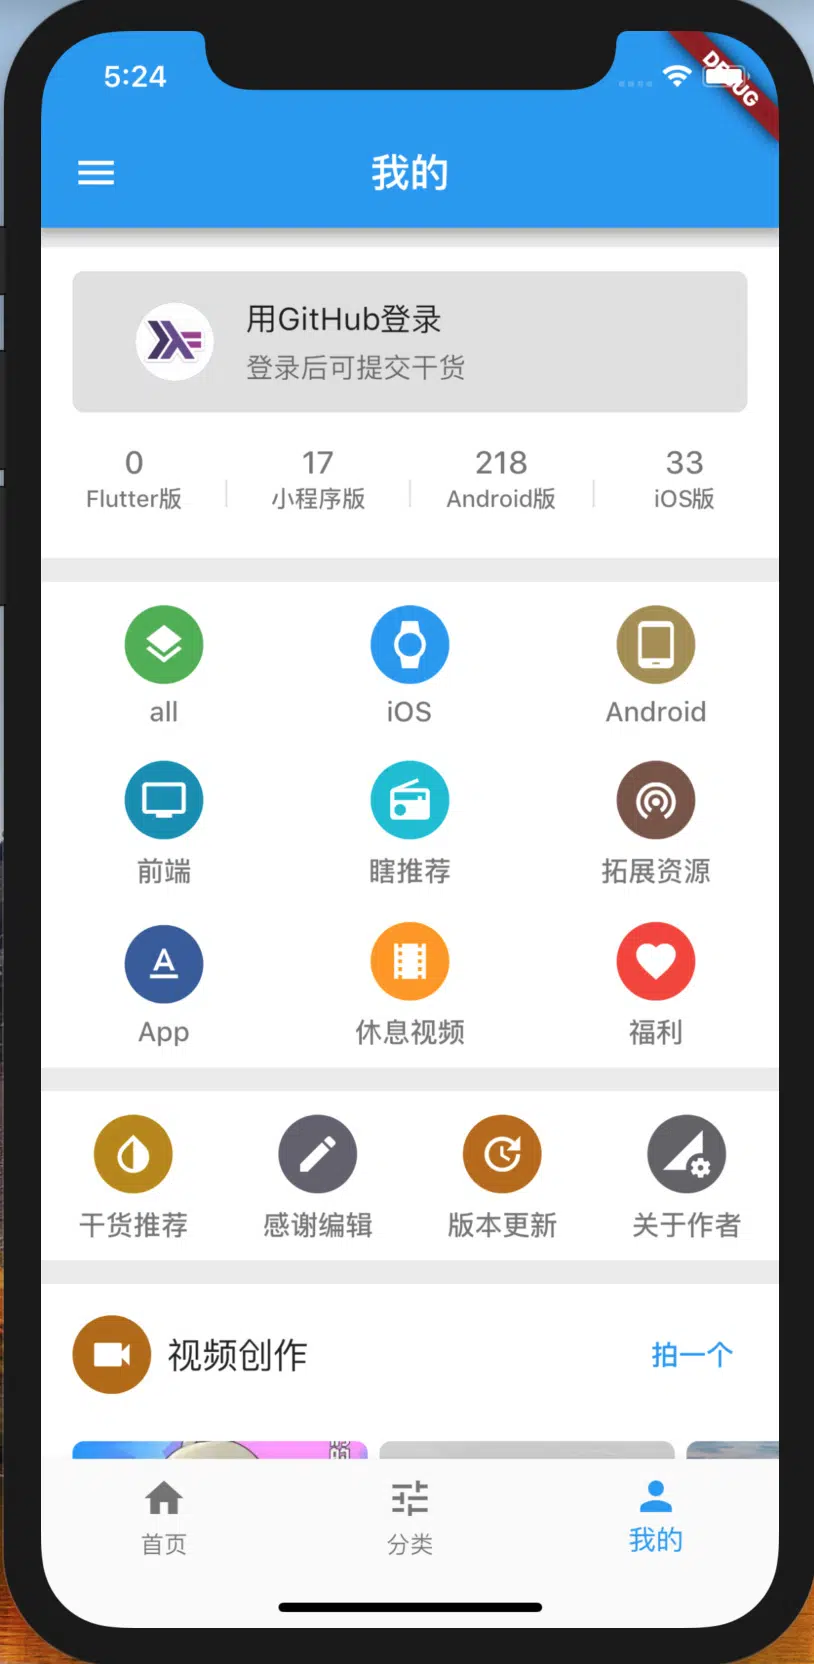 5:24
DEBUG
我的
用GitHub登录
登录后可提交干货
0 17 218 33
Flutter版 小程序版 Android版 iOS版
all iOS Android
前端 瞎推荐 拓展资源
App 休息视频 福利
干货推荐 感谢编辑 版本更新 关于作者
视频创作 拍一个
首页 分类 我的